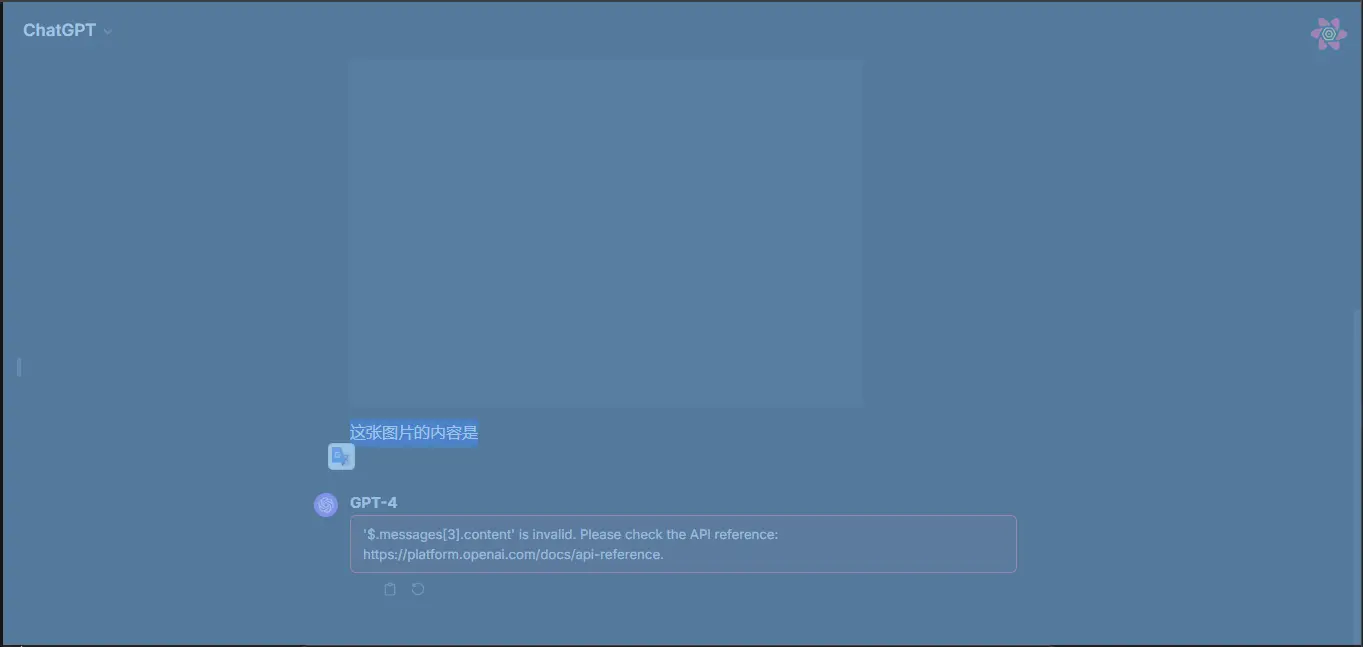 ChatGPT
这张图片的内容是
GPT-4
'$.messages[3].content' is invalid. Please check the API reference:
https://platform.openai.com/docs/api-reference.